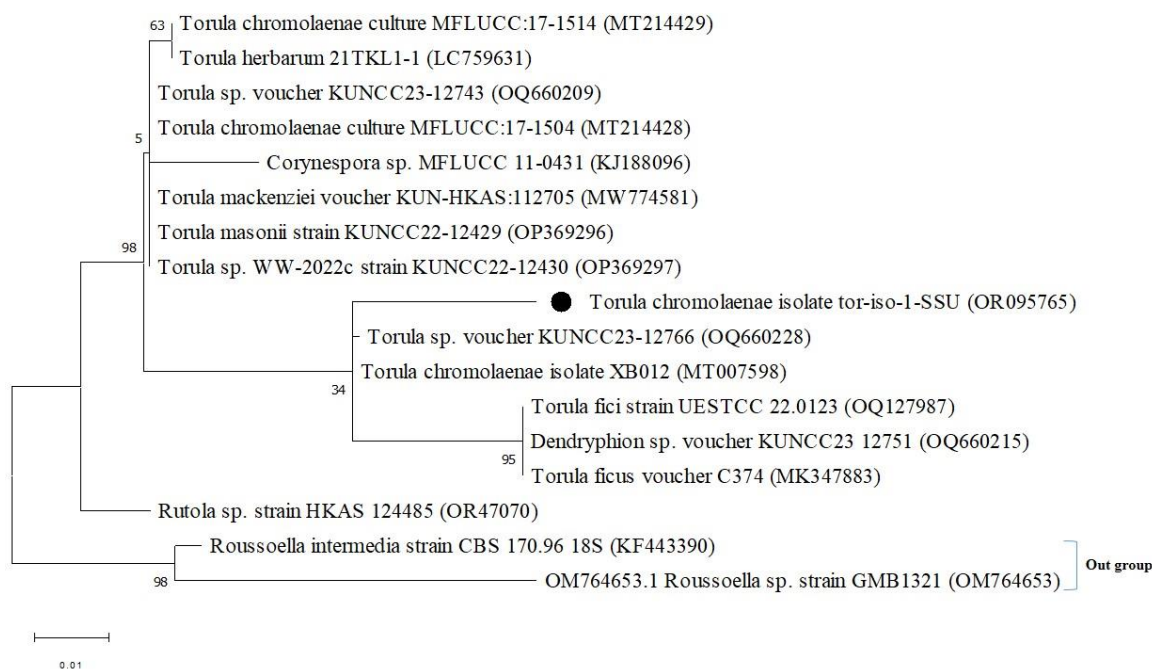 63
Torula chromolaenae culture MFLUCC:17-1514 (MT214429)
Torula herbarum 21TKL1-1 (LC759631)
Torula sp. voucher KUNCC23-12743 (OQ660209)
5
Torula chromolaenae culture MFLUCC:17-1504 (MT214428)
Corynespora sp. MFLUCC 11-0431 (KJ188096)
Torula mackenziei voucher KUN-HKAS:112705 (MW774581)
Torula masonii strain KUNCC22-12429 (OP369296)
98
Torula sp. WW-2022c strain KUNCC22-12430 (OP369297)
Torula chromolaenae isolate tor-iso-1-SSU (OR095765)
Torula sp. voucher KUNCC23-12766 (OQ660228)
Torula chromolaenae isolate XB012 (MT007598)
34
Torula fici strain UESTCC 22.0123 (OQ127987)
Dendryphion sp. voucher KUNCC23 12751 (OQ660215)
95
Torula ficus voucher C374 (MK347883)
Rutola sp. strain HKAS 124485 (OR47070)
Roussoella intermedia strain CBS 170.96 18S (KF443390)
Out group
98
OM764653.1 Roussoella sp. strain GMB1321 (OM764653)
0.01